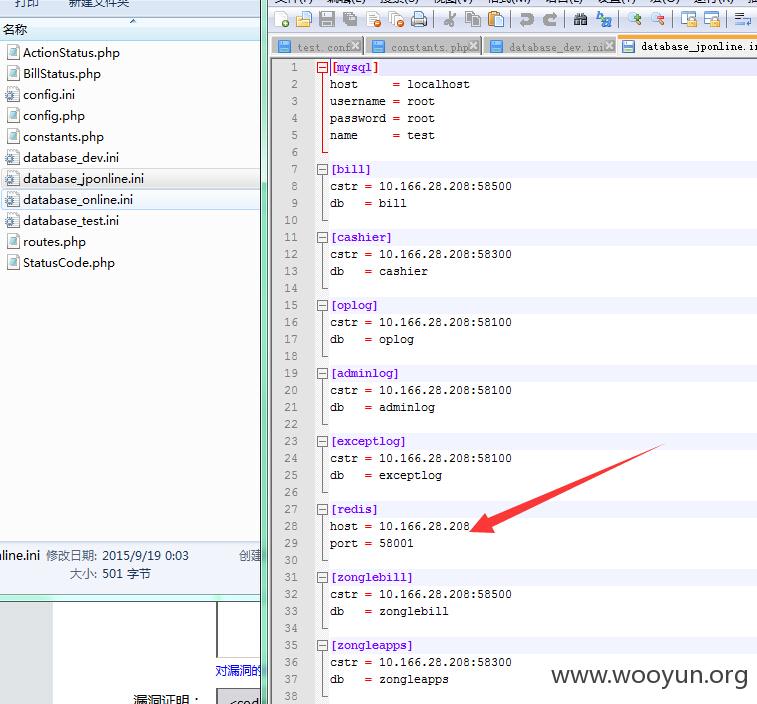 打印
新建文件夹
名称
ActionStatus.php
BillStatus.php
config.ini
config.php
constants.php
database_dev.ini
database_jponline.ini
database_online.ini
database_test.ini
routes.php
StatusCode.php
nline.ini 修改日期: 2015/9/19 0:03 创建
大小: 501 字节
对漏洞的
漏洞证明：
<code
test.conf
constants.php
database_dev.ini
database_jponline.in
1 [mysql]
2 host = localhost
3 username = root
4 password = root
5 name = test
6
7 [bill]
8 cstr = 10.166.28.208:58500
9 db = bill
10
11 [cashier]
12 cstr = 10.166.28.208:58300
13 db = cashier
14
15 [oplog]
16 cstr = 10.166.28.208:58100
17 db = oplog
18
19 [adminlog]
20 cstr = 10.166.28.208:58100
21 db = adminlog
22
23 [exceptlog]
24 cstr = 10.166.28.208:58100
25 db = exceptlog
26
27 [redis]
28 host = 10.166.28.208
29 port = 58001
30
31 [zonglebill]
32 cstr = 10.166.28.208:58500
33 db = zonglebill
34
35 [zongleapps]
36 cstr = 10.166.28.208:58300
37 db = zongleapps
38
www.wooyun.org